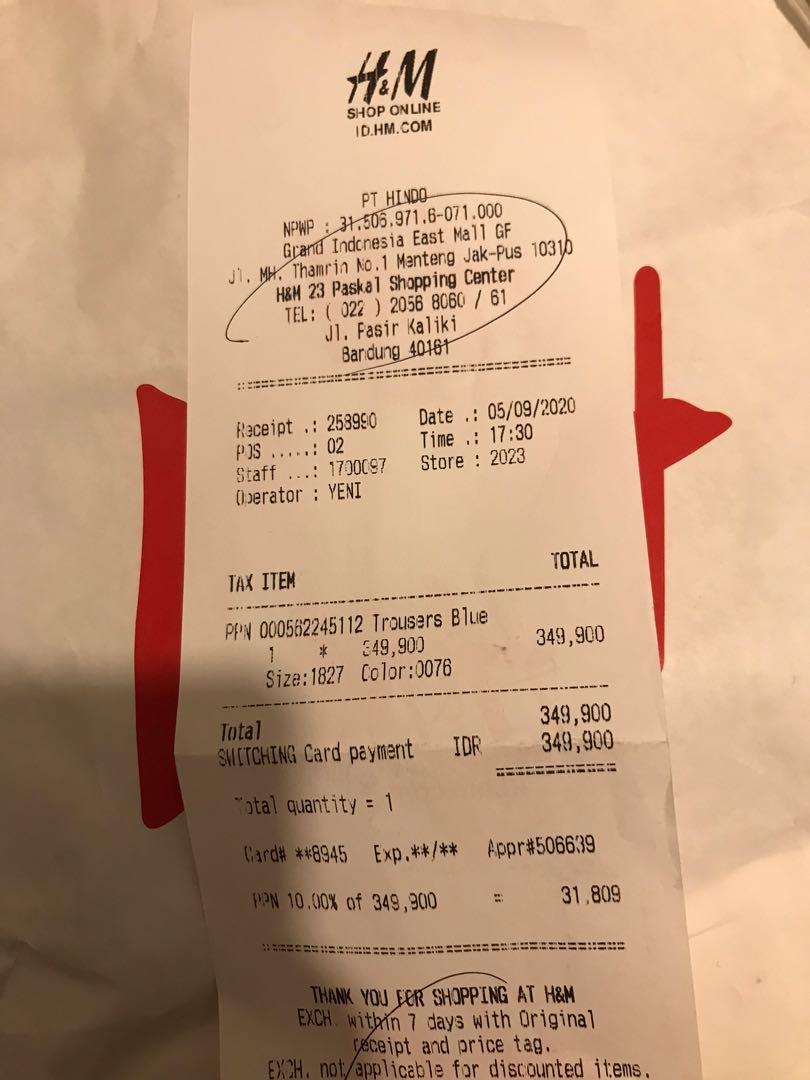 H&M
SHOP ONLINE
ID.HM.COM
PT HINDO
NPWP : 31.506.971.6-071.000
Grand Indonesia East Mall GF
Jl. MH. Thamrin No.1 Menteng Jak-Pus 10310
H&M 23 Paskal Shopping Center
TEL: ( 022 ) 2056 8060 / 61
Jl. Pasir Kaliki
Bandung 40181
Receipt .: 258990 Date .: 05/09/2020
POS .....: 02 Time .: 17:30
Staff ...: 1700097 Store : 2023
Operator : YENI
TAX ITEM TOTAL
PPN 000562245112 Trousers Blue
1 * 349,900 349,900
Size:1827 Color:0076
Total 349,900
SWITCHING Card payment IDR 349,900
Total quantity = 1
Card# **8945 Exp.**/** Appr#506639
PPN 10.00% of 349,900 = 31,809
THANK YOU FOR SHOPPING AT H&M
EXCH. within 7 days with Original
receipt and price tag.
EXCH. not applicable for discounted items.